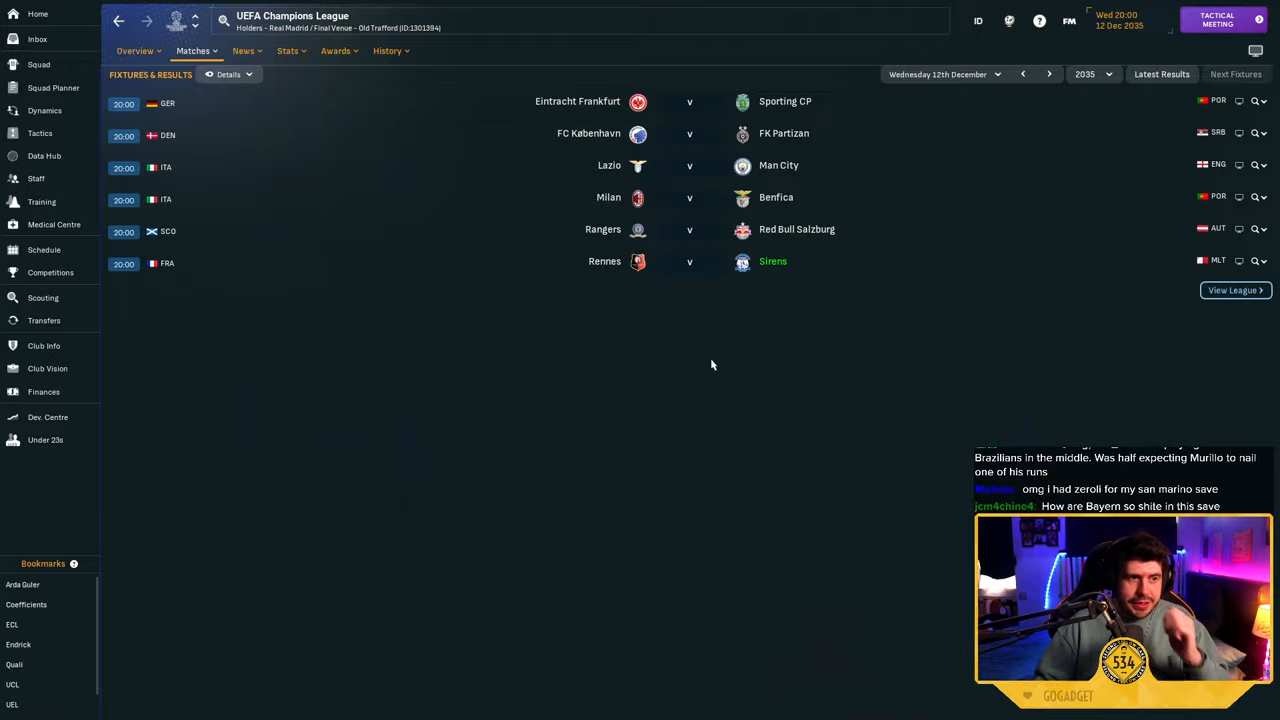 Home
Inbox
Squad
Squad Planner
Dynamics
Tactics
Data Hub
Staff
Training
Medical Centre
Schedule
Competitions
Scouting
Transfers
Club Info
Club Vision
Finances
Dev. Centre
Under 23s
Bookmarks ?
Arda Guler
Coefficients
ECL
Endrick
Quali
UCL
UEL
UEFA Champions League
Holders - Real Madrid / Final Venue - Old Trafford (ID:1301394)
ID ? FM
Wed 20:00
12 Dec 2035
TACTICAL
MEETING
Overview Matches News Stats Awards History
FIXTURES & RESULTS Details Wednesday 12th December 2035 Latest Results Next Fixtures
20:00 GER Eintracht Frankfurt v Sporting CP POR
20:00 DEN FC København v FK Partizan SRB
20:00 ITA Lazio v Man City ENG
20:00 ITA Milan v Benfica POR
20:00 SCO Rangers v Red Bull Salzburg AUT
20:00 FRA Rennes v Sirens MLT
View League
Brazilians in the middle. Was half expecting Murillo to nail
one of his runs
omg i had zeroli for my san marino save
jcm4chine4: How are Bayern so shite in this save
534
GOGADGET